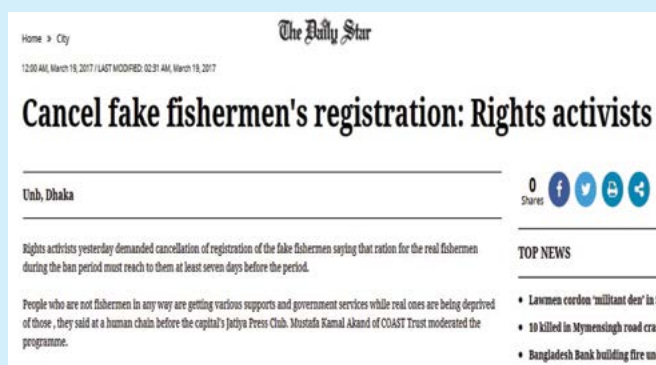 The Daily Star
Home » City
12:00 AM, March 19, 2017 / LAST MODIFIED: 02:31 AM, March 19, 2017
Cancel fake fishermen's registration: Rights activists
Unb, Dhaka
0
Shares
Rights activists yesterday demanded cancellation of registration of the fake fishermen saying that ration for the real fishermen
during the ban period must reach to them at least seven days before the period.
People who are not fishermen in any way are getting various supports and government services while real ones are being deprived
of those , they said at a human chain before the capital's Jatiya Press Club. Mustafa Kamal Akand of COAST Trust moderated the
programme.
TOP NEWS
• Lawmen cordon 'militant den' in
• 10 killed in Mymensingh road cra
• Bangladesh Bank building fire un